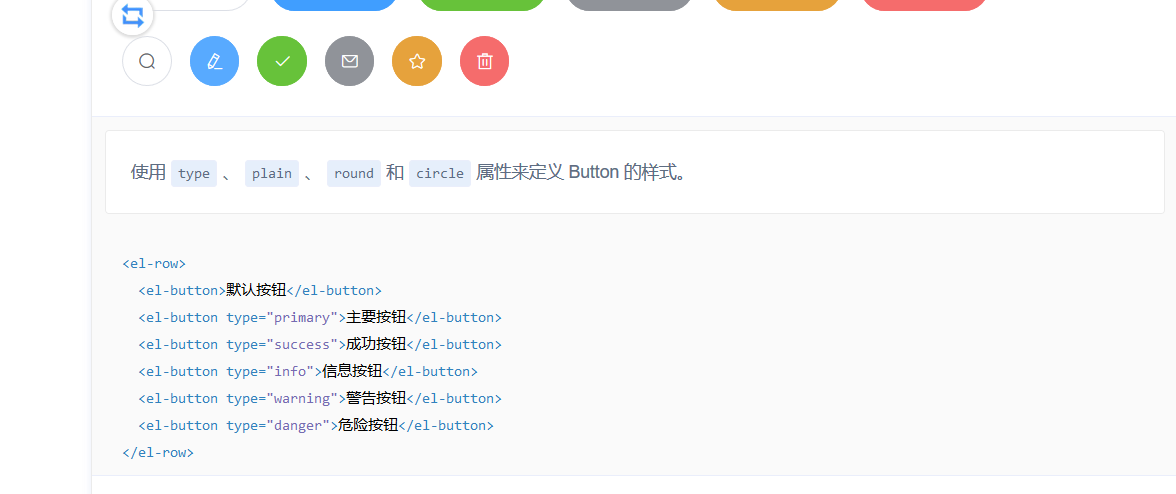 使用 type 、 plain 、 round 和 circle 属性来定义 Button 的样式。
<el-row>
  <el-button>默认按钮</el-button>
  <el-button type="primary">主要按钮</el-button>
  <el-button type="success">成功按钮</el-button>
  <el-button type="info">信息按钮</el-button>
  <el-button type="warning">警告按钮</el-button>
  <el-button type="danger">危险按钮</el-button>
</el-row>